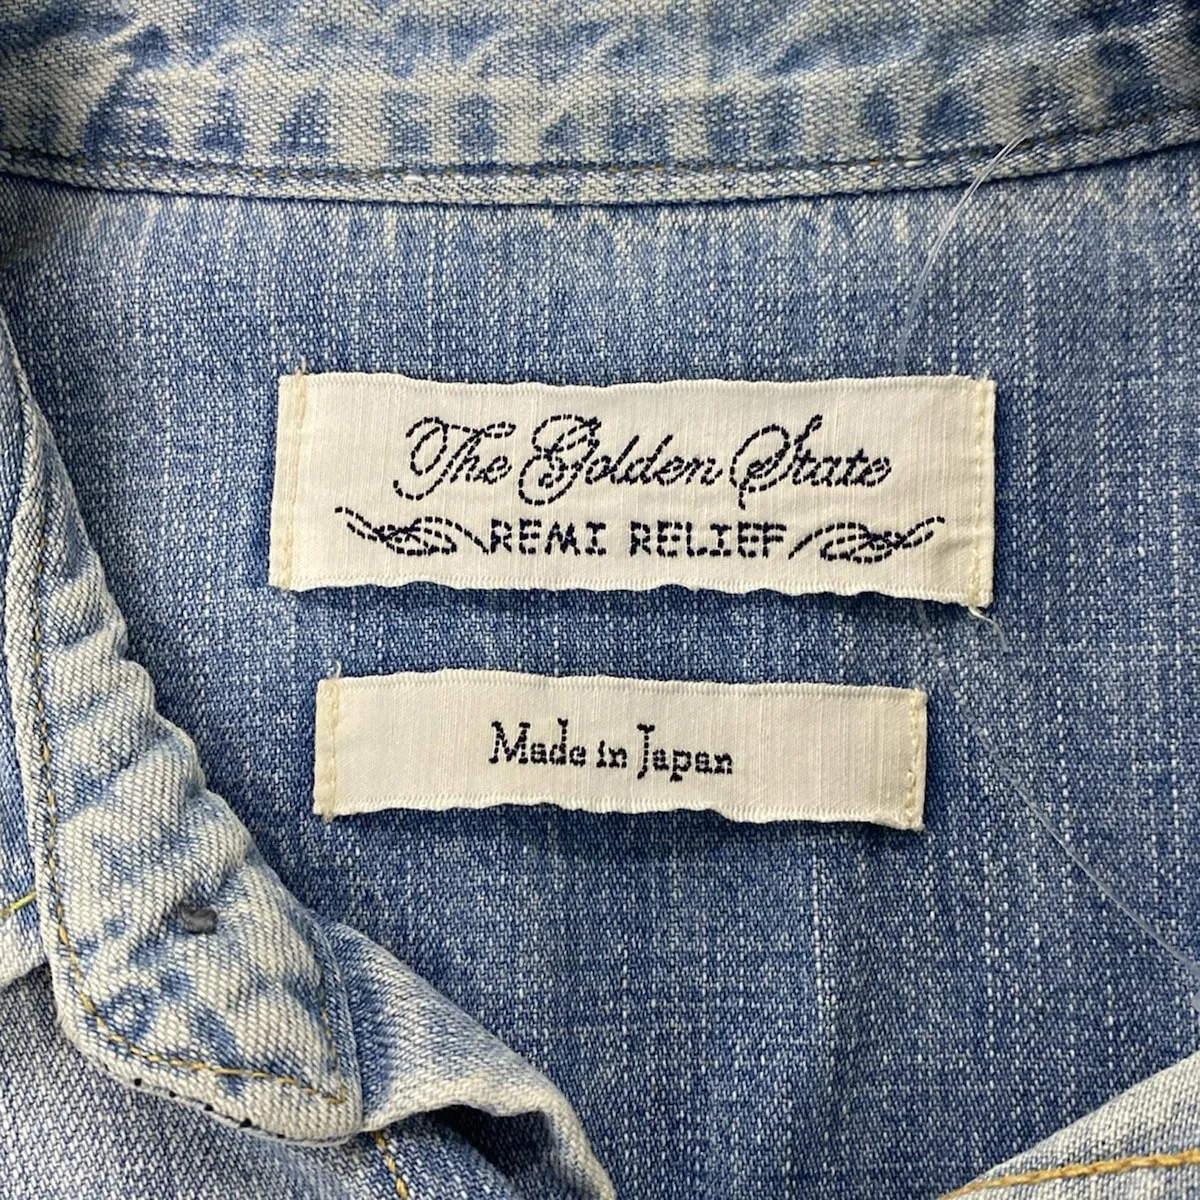 The Golden State
REMI RELIEF
Made in Japan